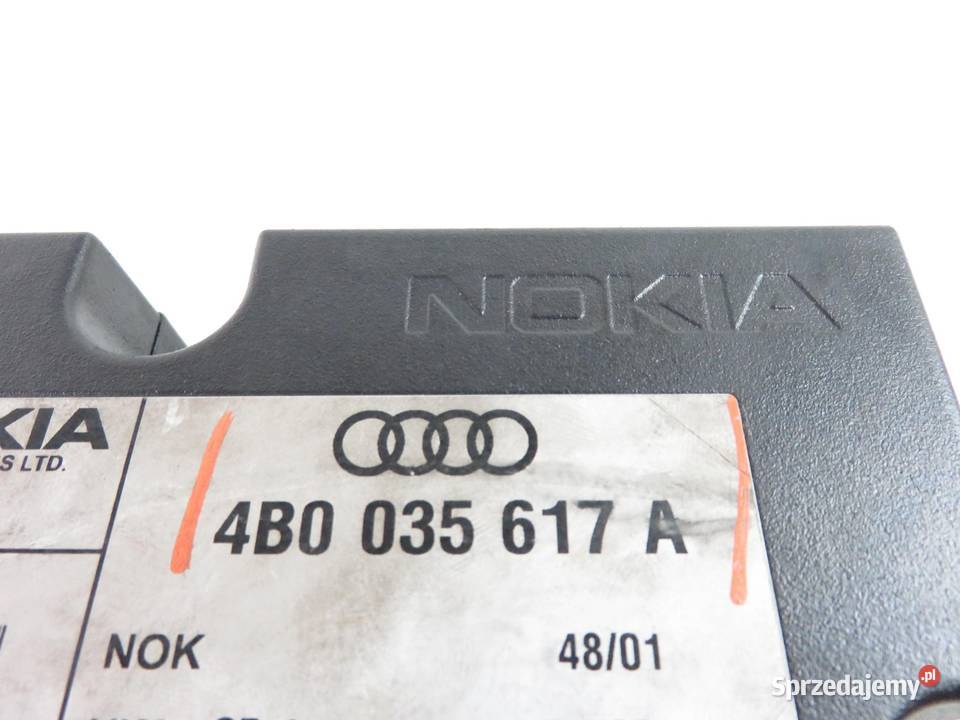 NOKIA
KIA
S LTD.
4B0 035 617 A
NOK 48/01
Sprzedajemy.pl